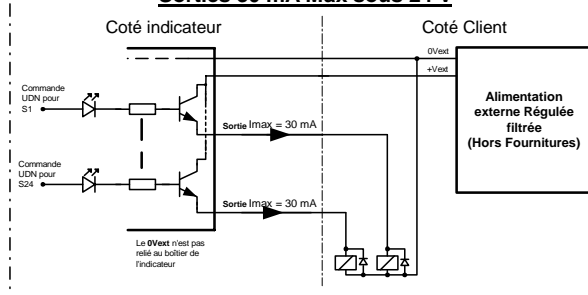 Sorties 30 mA Max sous 24 V
Coté indicateur
Coté Client
0Vext
+Vext
Commande
UDN pour
S1
Alimentation
externe Régulée
filtrée
(Hors Fournitures)
Sortie Imax = 30 mA
Commande
UDN pour
S24
Sortie Imax = 30 mA
Le 0Vext n'est pas
relié au boîtier de
l'indicateur